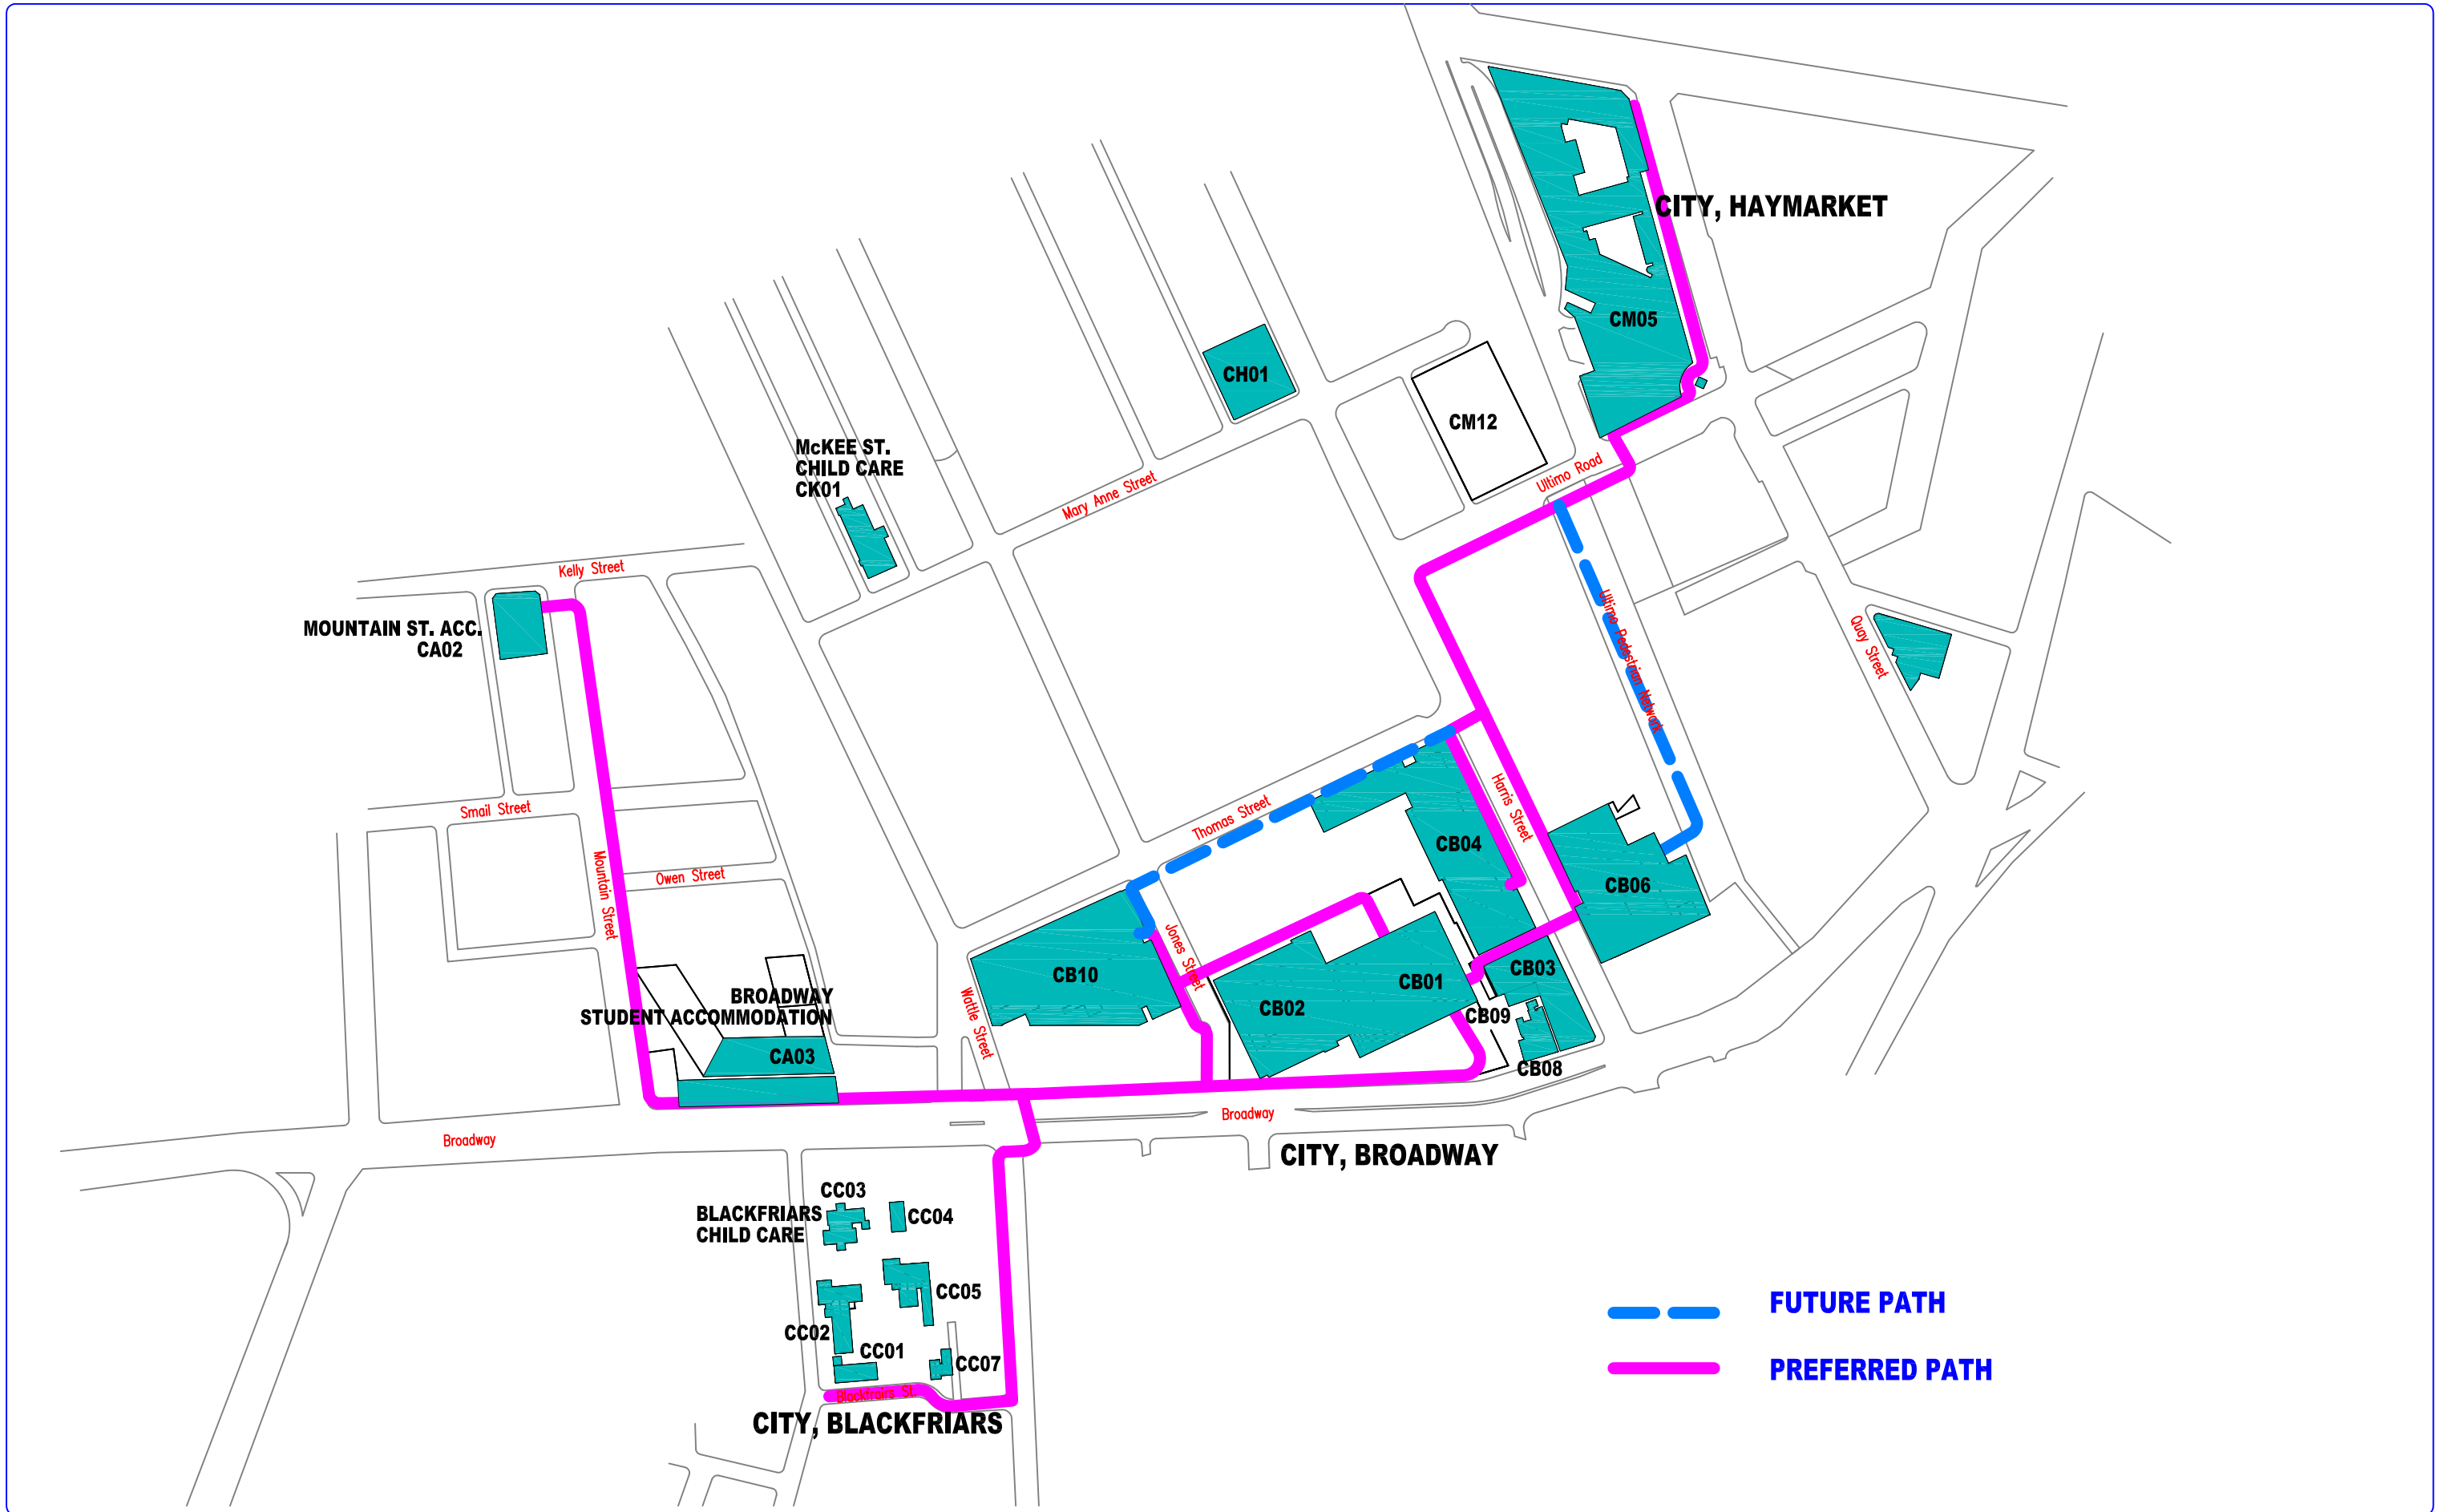 CITY, HAYMARKET
CM05
CH01
CM12
McKEE ST.
CHILD CARE
CK01
Ultimo Road
Mary Anne Street
Kelly Street
MOUNTAIN ST. ACC.
CA02
Ultimo Pedestrian Network
Quay Street
Smail Street
Mountain Street
Owen Street
Thomas Street
Harris Street
CB04
CB06
Jones Street
CB10
CB03
CB01
CB02
CB09
CB08
Wattle Street
BROADWAY
STUDENT ACCOMMODATION
CA03
Broadway
Broadway
CITY, BROADWAY
CC03
BLACKFRIARS
CHILD CARE
CC04
CC05
CC02
CC01
CC07
Blackfrairs St.
CITY, BLACKFRIARS
FUTURE PATH
PREFERRED PATH